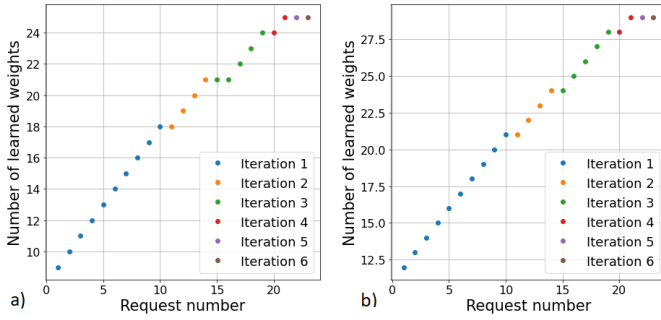 24
22
20
18
16
14
12
10
Number of learned weights
Iteration 1
Iteration 2
Iteration 3
Iteration 4
Iteration 5
Iteration 6
0
5
10
15
20
Request number
a)
27.5
25.0
22.5
20.0
17.5
15.0
12.5
Number of learned weights
Iteration 1
Iteration 2
Iteration 3
Iteration 4
Iteration 5
Iteration 6
0
5
10
15
20
Request number
b)